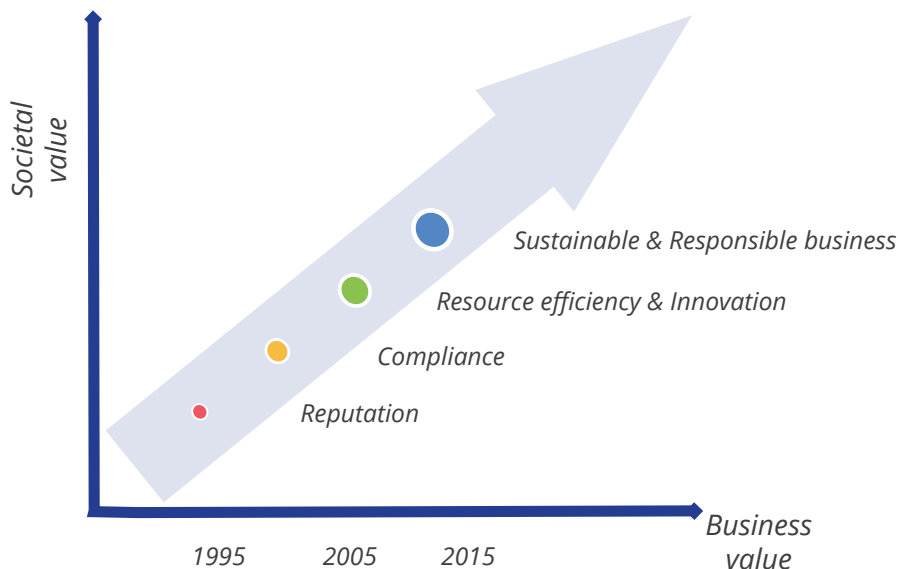 Societal
value
Sustainable & Responsible business
Resource efficiency & Innovation
Compliance
Reputation
Business
value
1995 2005 2015